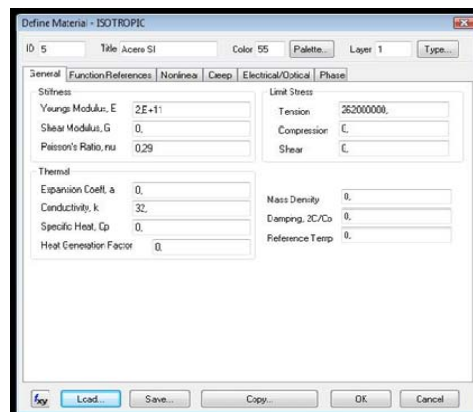 Define Material - ISOTROPIC
ID 5 Title Acero SI Color 55 Palette... Layer 1 Type...
General Function References Nonlinear Creep Electrical/Optical Phase
Stiffness
Youngs Modulus, E 2,E+11
Shear Modulus, G 0,
Poisson's Ratio, nu 0,29
Limit Stress
Tension 262000000,
Compression 0,
Shear 0,
Thermal
Expansion Coeff, a 0,
Conductivity, k 32,
Specific Heat, Cp 0,
Heat Generation Factor 0,
Mass Density 0,
Damping, 2C/Co 0,
Reference Temp 0,
fxy Load... Save... Copy... OK Cancel